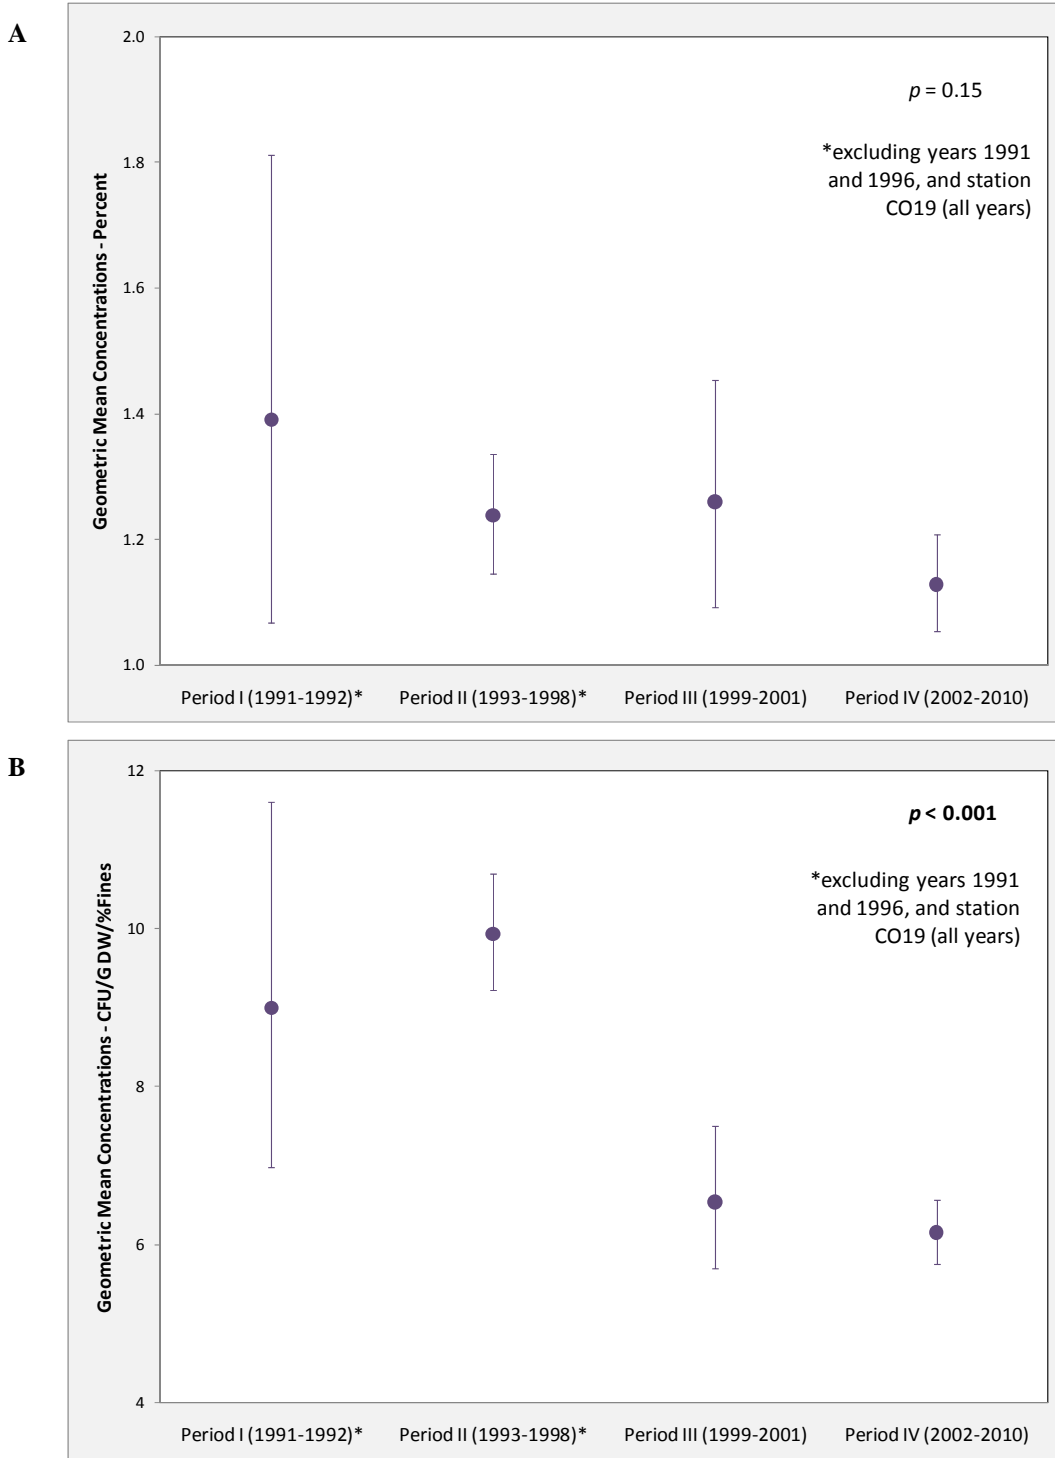 A
2.0
1.8
1.6
1.4
1.2
1.0
Geometric Mean Concentrations - Percent
p = 0.15
*excluding years 1991
and 1996, and station
CO19 (all years)
Period I (1991-1992)*
Period II (1993-1998)*
Period III (1999-2001)
Period IV (2002-2010)
B
12
10
8
6
4
Geometric Mean Concentrations - CFU/G DW/%Fines
p < 0.001
*excluding years 1991
and 1996, and station
CO19 (all years)
Period I (1991-1992)*
Period II (1993-1998)*
Period III (1999-2001)
Period IV (2002-2010)